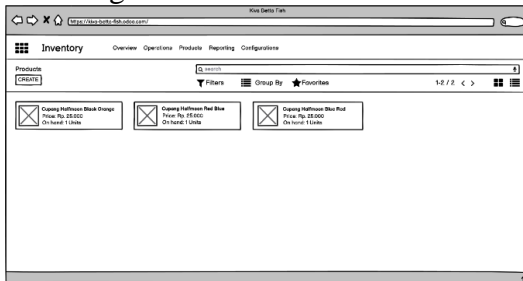 Kiva Betta Fish
https://kiva-betta-fish.odoo.com/
Inventory Overview Operations Products Reporting Configurations
Products
search
CREATE
Filters Group By Favorites 1-2 / 2
Cupang Halfmoon Black Orange
Price: Rp. 25.000
On hand: 1 Units
Cupang Halfmoon Red Blue
Price: Rp. 25.000
On hand: 1 Units
Cupang Halfmoon Blue Red
Price: Rp. 25.000
On hand: 1 Units